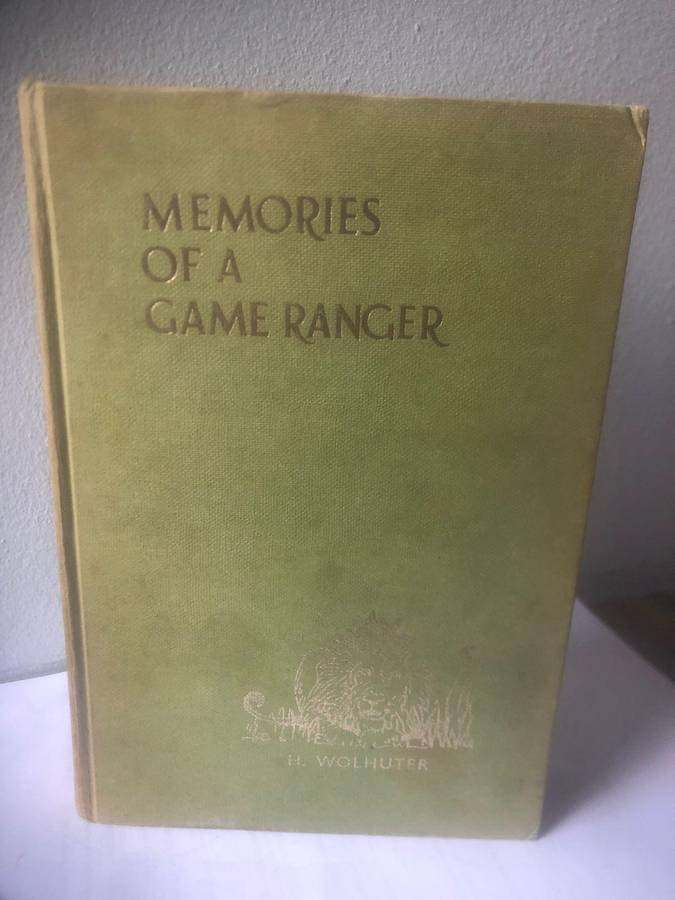 MEMORIES
OF A
GAME RANGER
H. WOLHUTER